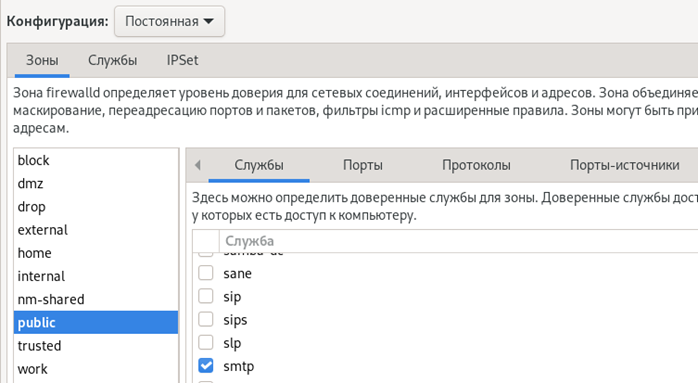 Конфигурация: Постоянная
Зоны Службы IPSet
Зона firewalld определяет уровень доверия для сетевых соединений, интерфейсов и адресов. Зона объединяе
маскирование, переадресацию портов и пакетов, фильтры icmp и расширенные правила. Зоны могут быть при
адресам.
block
dmz
drop
external
home
internal
nm-shared
public
trusted
work
Службы Порты Протоколы Порты-источники
Здесь можно определить доверенные службы для зоны. Доверенные службы дост
у которых есть доступ к компьютеру.
Служба
samba-dc
sane
sip
sips
slp
smtp